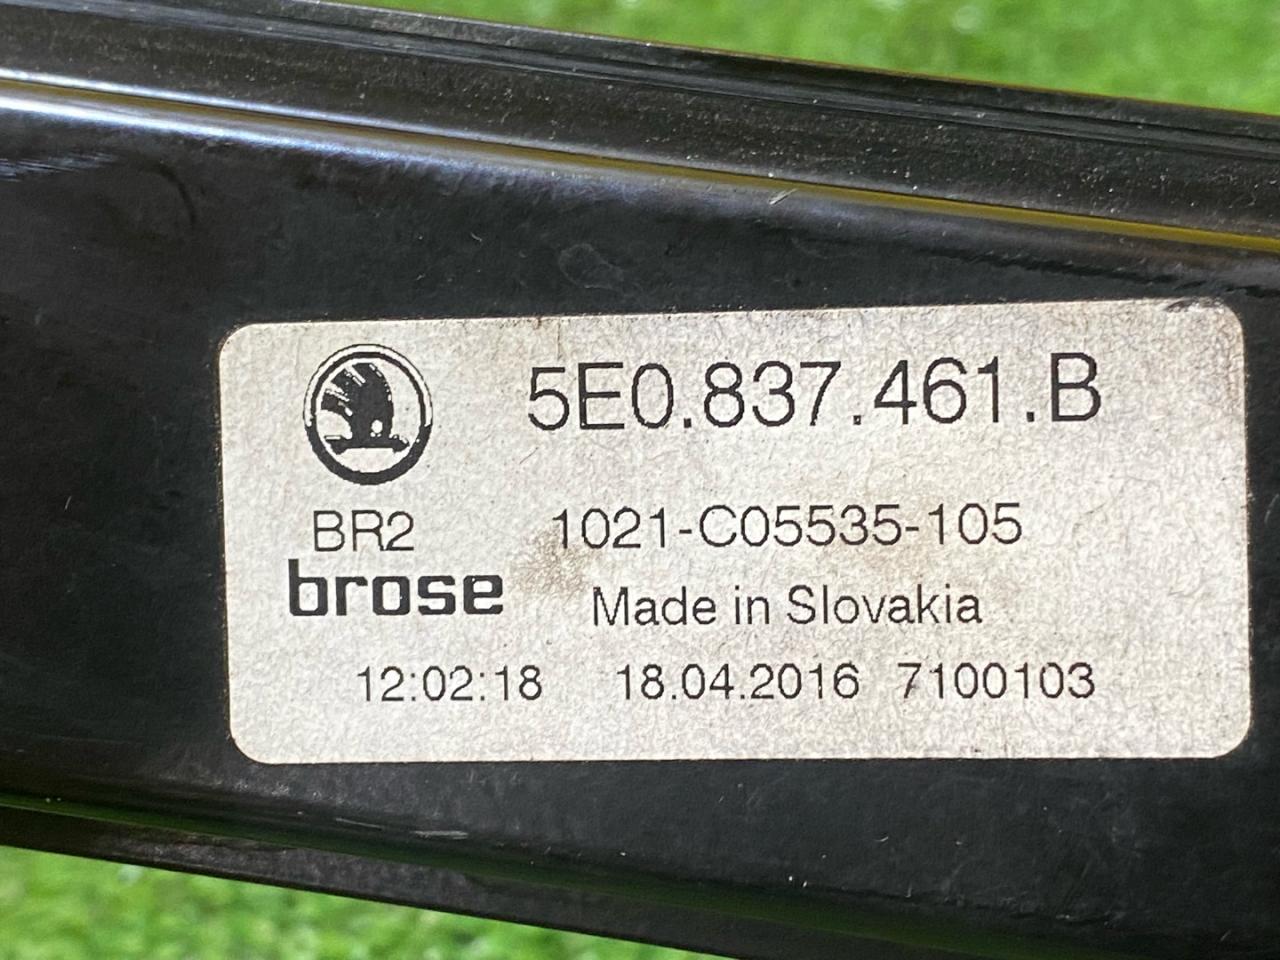 5E0.837.461.B
BR2 1021-C05535-105
brose Made in Slovakia
12:02:18 18.04.2016 7100103